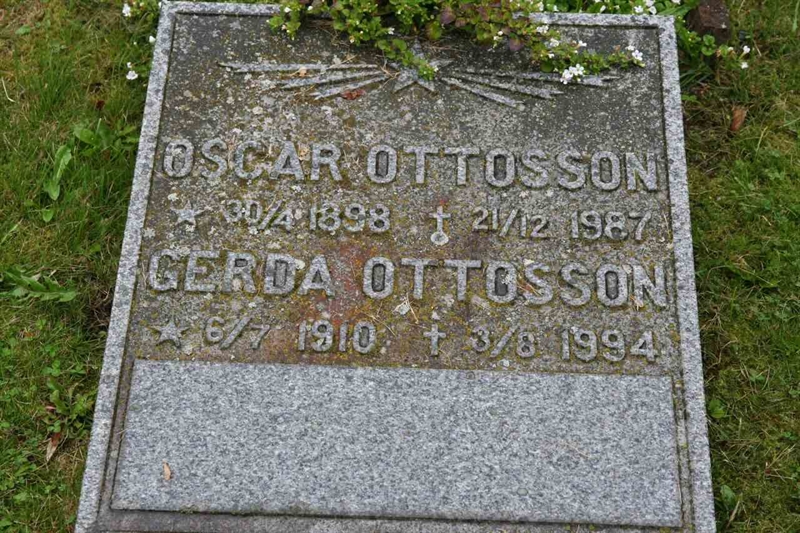 OSCAR OTTOSSON
★ 30/4 1898 † 21/12 1987
GERDA OTTOSSON
★ 6/7 1910 † 3/8 1994